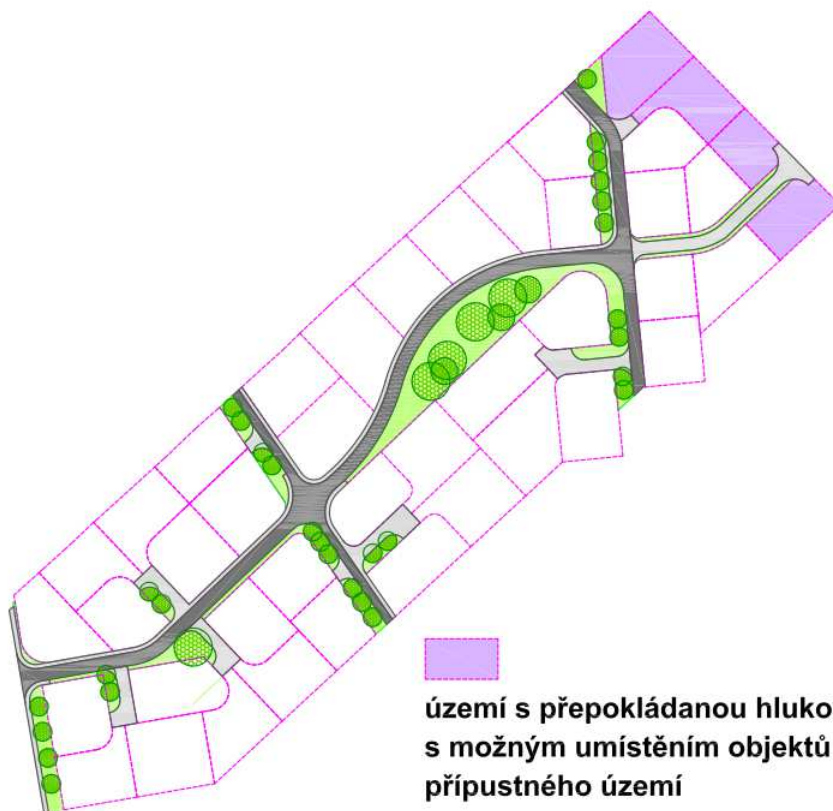 území s přepokládanou hluko
s možným umístěním objektů
přípustného území